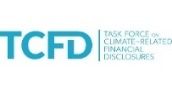 TCFD
TASK FORCE ON
CLIMATE-RELATED
FINANCIAL
DISCLOSURES